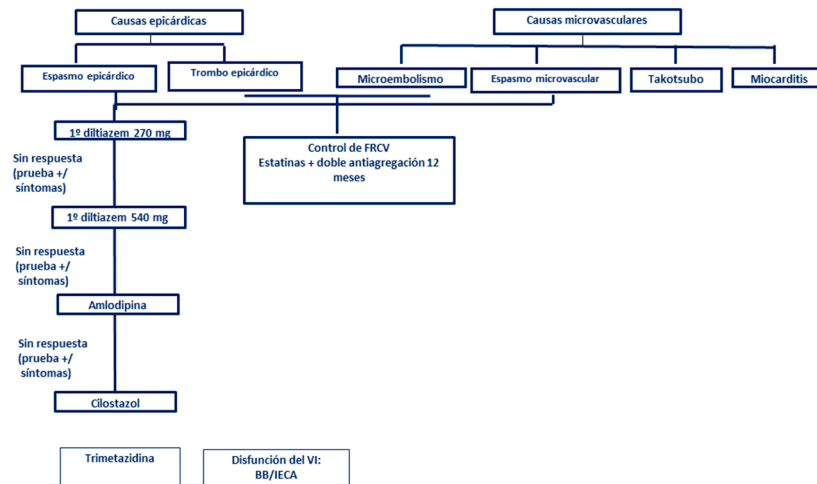 Causas epicárdicas
Causas microvasculares
Espasmo epicárdico
Trombo epicárdico
Microembolismo
Espasmo microvascular
Takotsubo
Miocarditis
1º diltiazem 270 mg
Control de FRCV
Estatinas + doble antiagregación 12
meses
Sin respuesta
(prueba +/
síntomas)
1º diltiazem 540 mg
Sin respuesta
(prueba +/
síntomas)
Amlodipina
Sin respuesta
(prueba +/
síntomas)
Cilostazol
Trimetazidina
Disfunción del VI:
BB/IECA